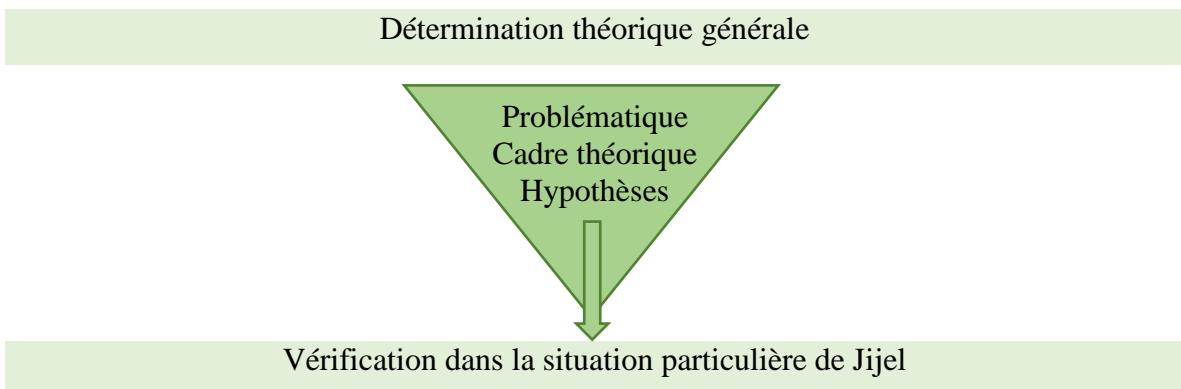 Détermination théorique générale
Problématique
Cadre théorique
Hypothèses
Vérification dans la situation particulière de Jijel